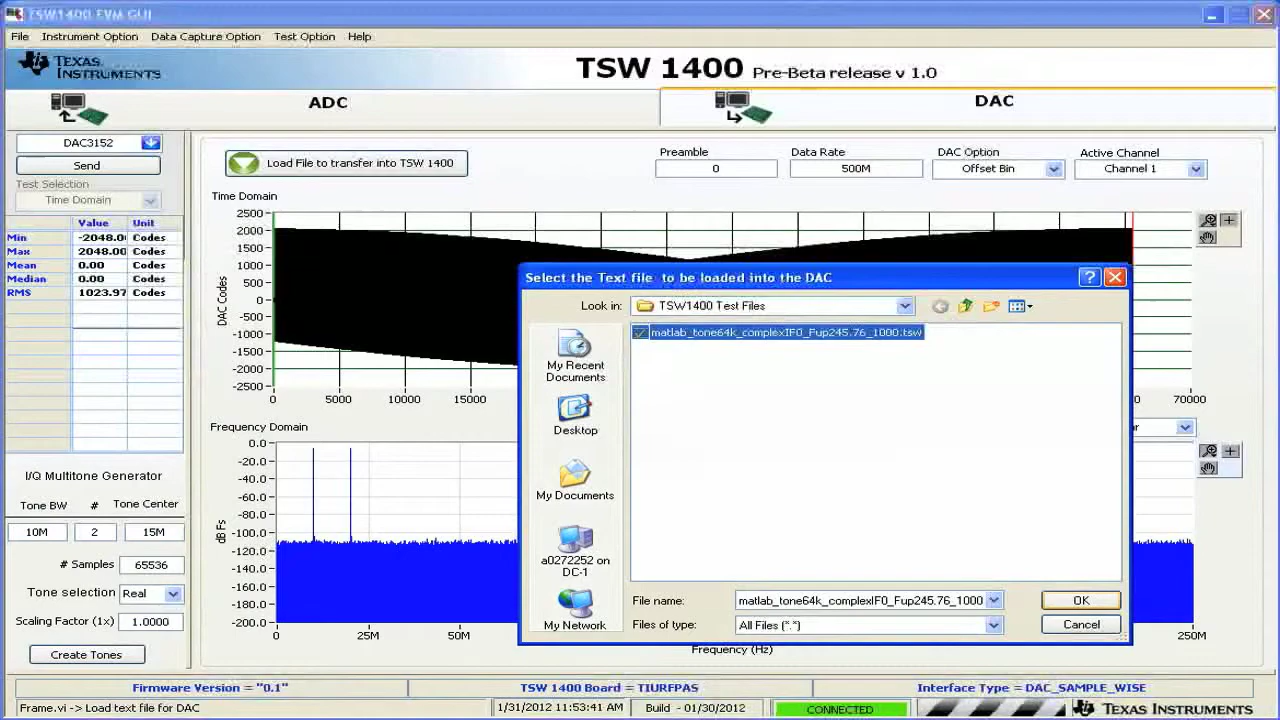 TSW1400 EVM GUI
File Instrument Option Data Capture Option Test Option Help
TEXAS INSTRUMENTS
TSW 1400 Pre-Beta release v 1.0
ADC
DAC
DAC3152
Send
Test Selection
Time Domain
Value Unit
Min -2048.0 Codes
Max 2048.00 Codes
Mean 0.00 Codes
Median 0.00 Codes
RMS 1023.97 Codes
I/Q Multitone Generator
Tone BW # Tone Center
10M 2 15M
# Samples 65536
Tone selection Real
Scaling Factor (1x) 1.0000
Create Tones
Load File to transfer into TSW 1400
Preamble
0
Data Rate
500M
DAC Option
Offset Bin
Active Channel
Channel 1
Time Domain
DAC Codes
2500
2000
1500
1000
500
0
-500
-1000
-1500
-2000
-2500
0 5000 10000 15000 70000
Frequency Domain
dB Fs
0.0
-20.0
-40.0
-60.0
-80.0
-100.0
-120.0
-140.0
-160.0
-180.0
-200.0
0 25M 50M 250M
Frequency (Hz)
Select the Text file to be loaded into the DAC
Look in: TSW1400 Test Files
matlab_tone64k_complexIF0_Fup245.76_1000.tsw
My Recent
Documents
Desktop
My Documents
a0272252 on
DC-1
My Network
File name: matlab_tone64k_complexIF0_Fup245.76_1000
Files of type: All Files (*.*)
OK
Cancel
Firmware Version = "0.1" TSW 1400 Board = TIURFPAS Interface Type = DAC_SAMPLE_WISE
Frame.vi -> Load text file for DAC 1/31/2012 11:53:41 AM Build - 01/30/2012 CONNECTED TEXAS INSTRUMENTS